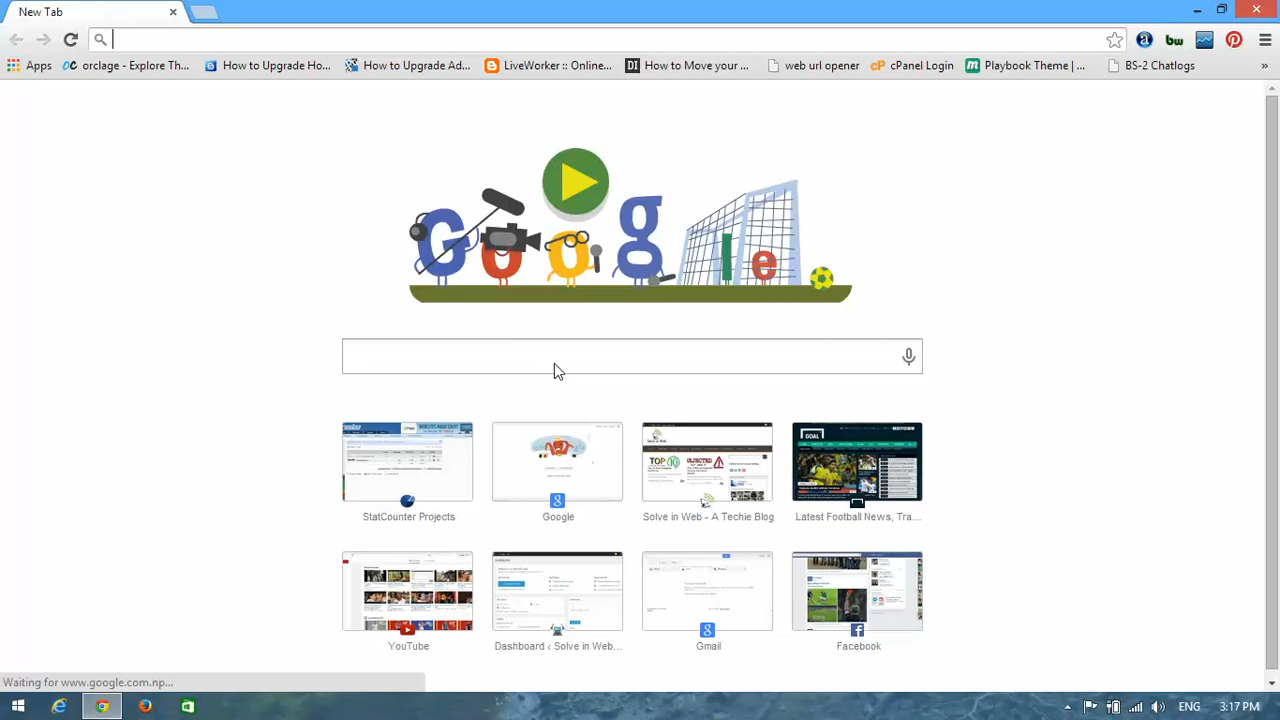 New Tab
Apps
orclage - Explore Th...
How to Upgrade Ho...
How to Upgrade Ad...
LiveWorker :: Online...
DI
How to Move your ...
web url opener
cP
cPanel Login
Playbook Theme | ...
BS-2 Chatlogs
»
Google
StatCounter Projects
Google
Solve in Web - A Techie Blog
Latest Football News, Tra...
YouTube
Dashboard ‹ Solve in Web...
Gmail
Facebook
Waiting for www.google.com.np...
ENG
3:17 PM